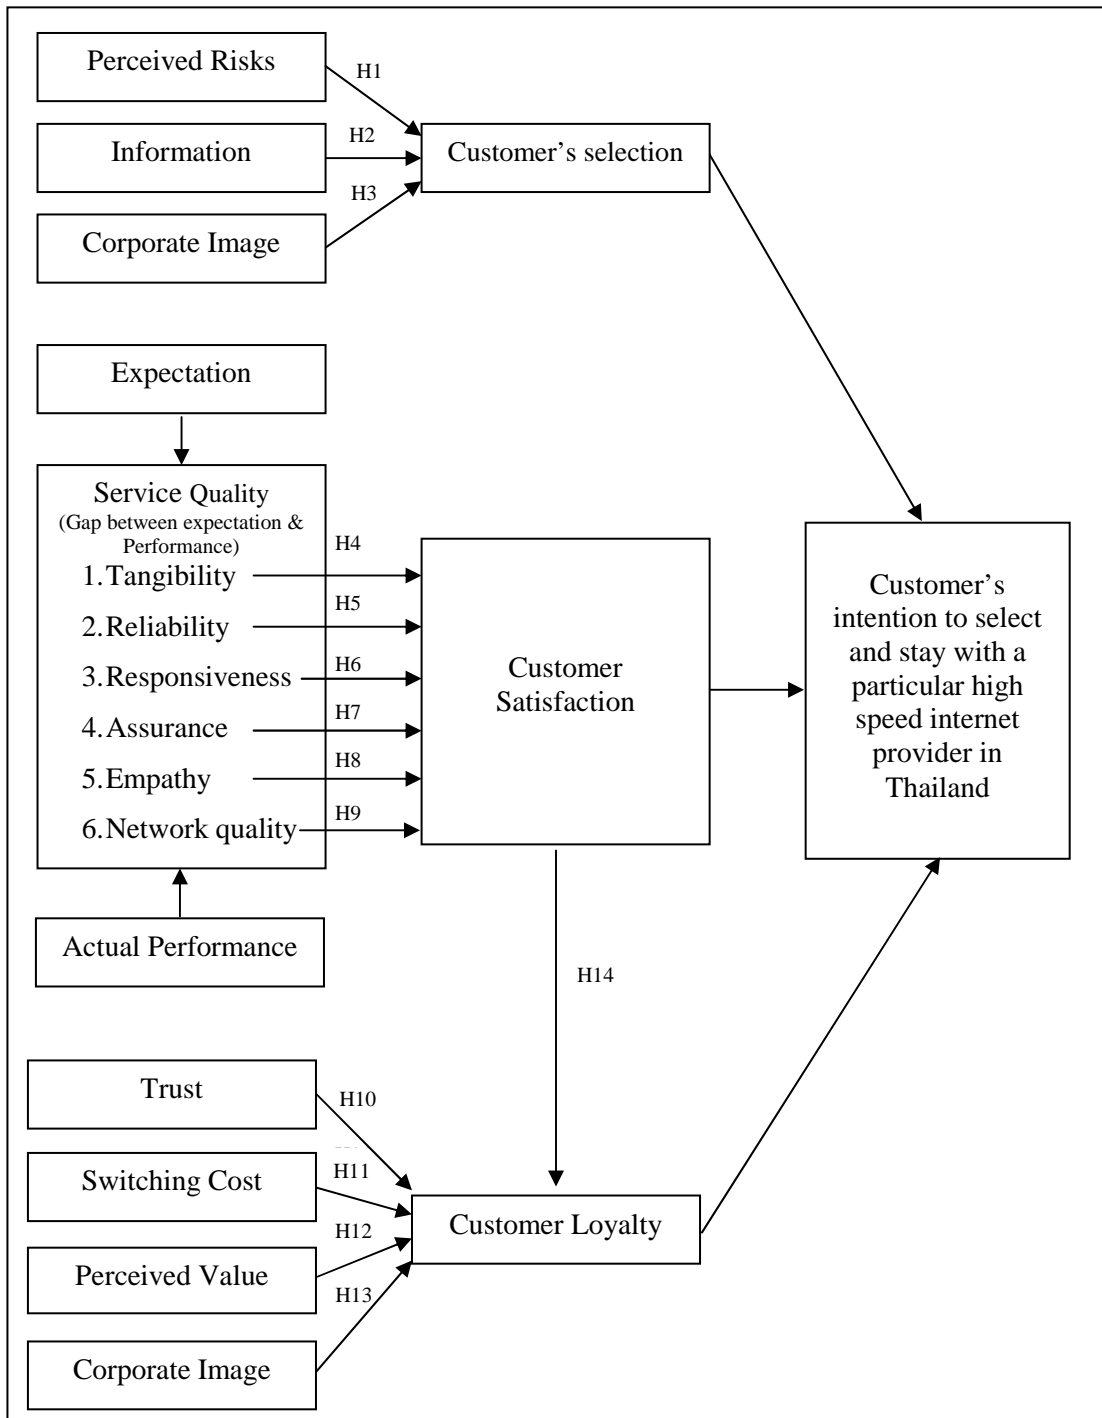 Perceived Risks
H1
Information
H2
Customer's selection
H3
Corporate Image
Expectation
Service Quality
(Gap between expectation &
Performance)
1. Tangibility
2. Reliability
3. Responsiveness
4. Assurance
5. Empathy
6. Network quality
H4
H5
H6
H7
H8
H9
Customer
Satisfaction
Customer's
intention to select
and stay with a
particular high
speed internet
provider in
Thailand
Actual Performance
H14
Trust
H10
Switching Cost
H11
Customer Loyalty
H12
Perceived Value
H13
Corporate Image